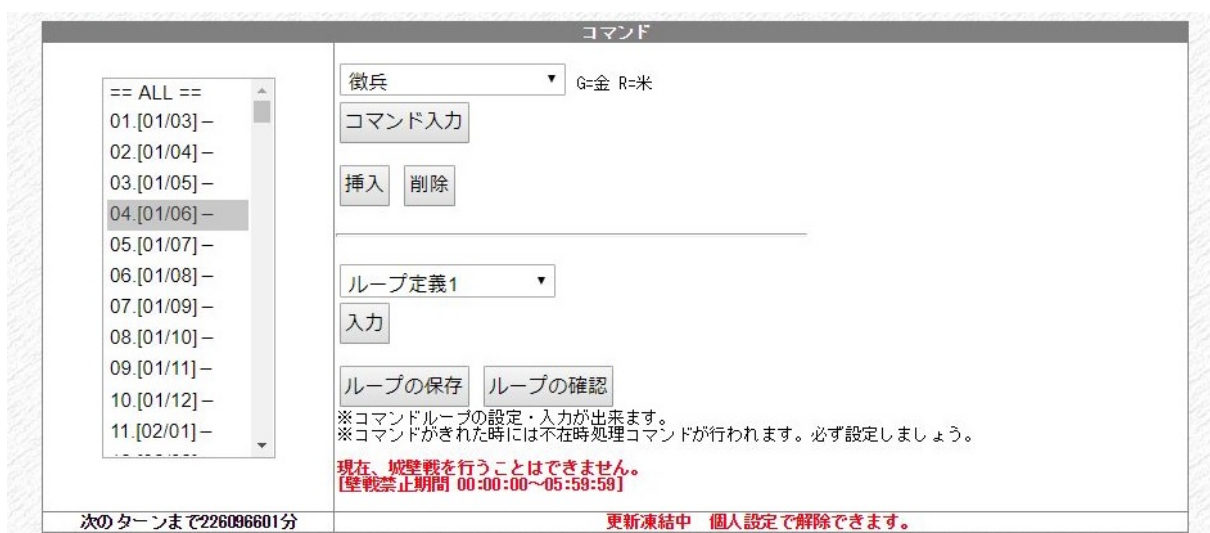 コマンド
== ALL ==
01.[01/03]－
02.[01/04]－
03.[01/05]－
04.[01/06]－
05.[01/07]－
06.[01/08]－
07.[01/09]－
08.[01/10]－
09.[01/11]－
10.[01/12]－
11.[02/01]－
徴兵
G=金 R=米
コマンド入力
挿入 削除
ループ定義1
入力
ループの保存 ループの確認
※コマンドループの設定・入力が出来ます。
※コマンドがきれた時には不在時処理コマンドが行われます。必ず設定しましょう。
現在、城壁戦を行うことはできません。
[壁戦禁止期間 00:00:00～05:59:59]
次のターンまで226096601分
更新凍結中 個人設定で解除できます。